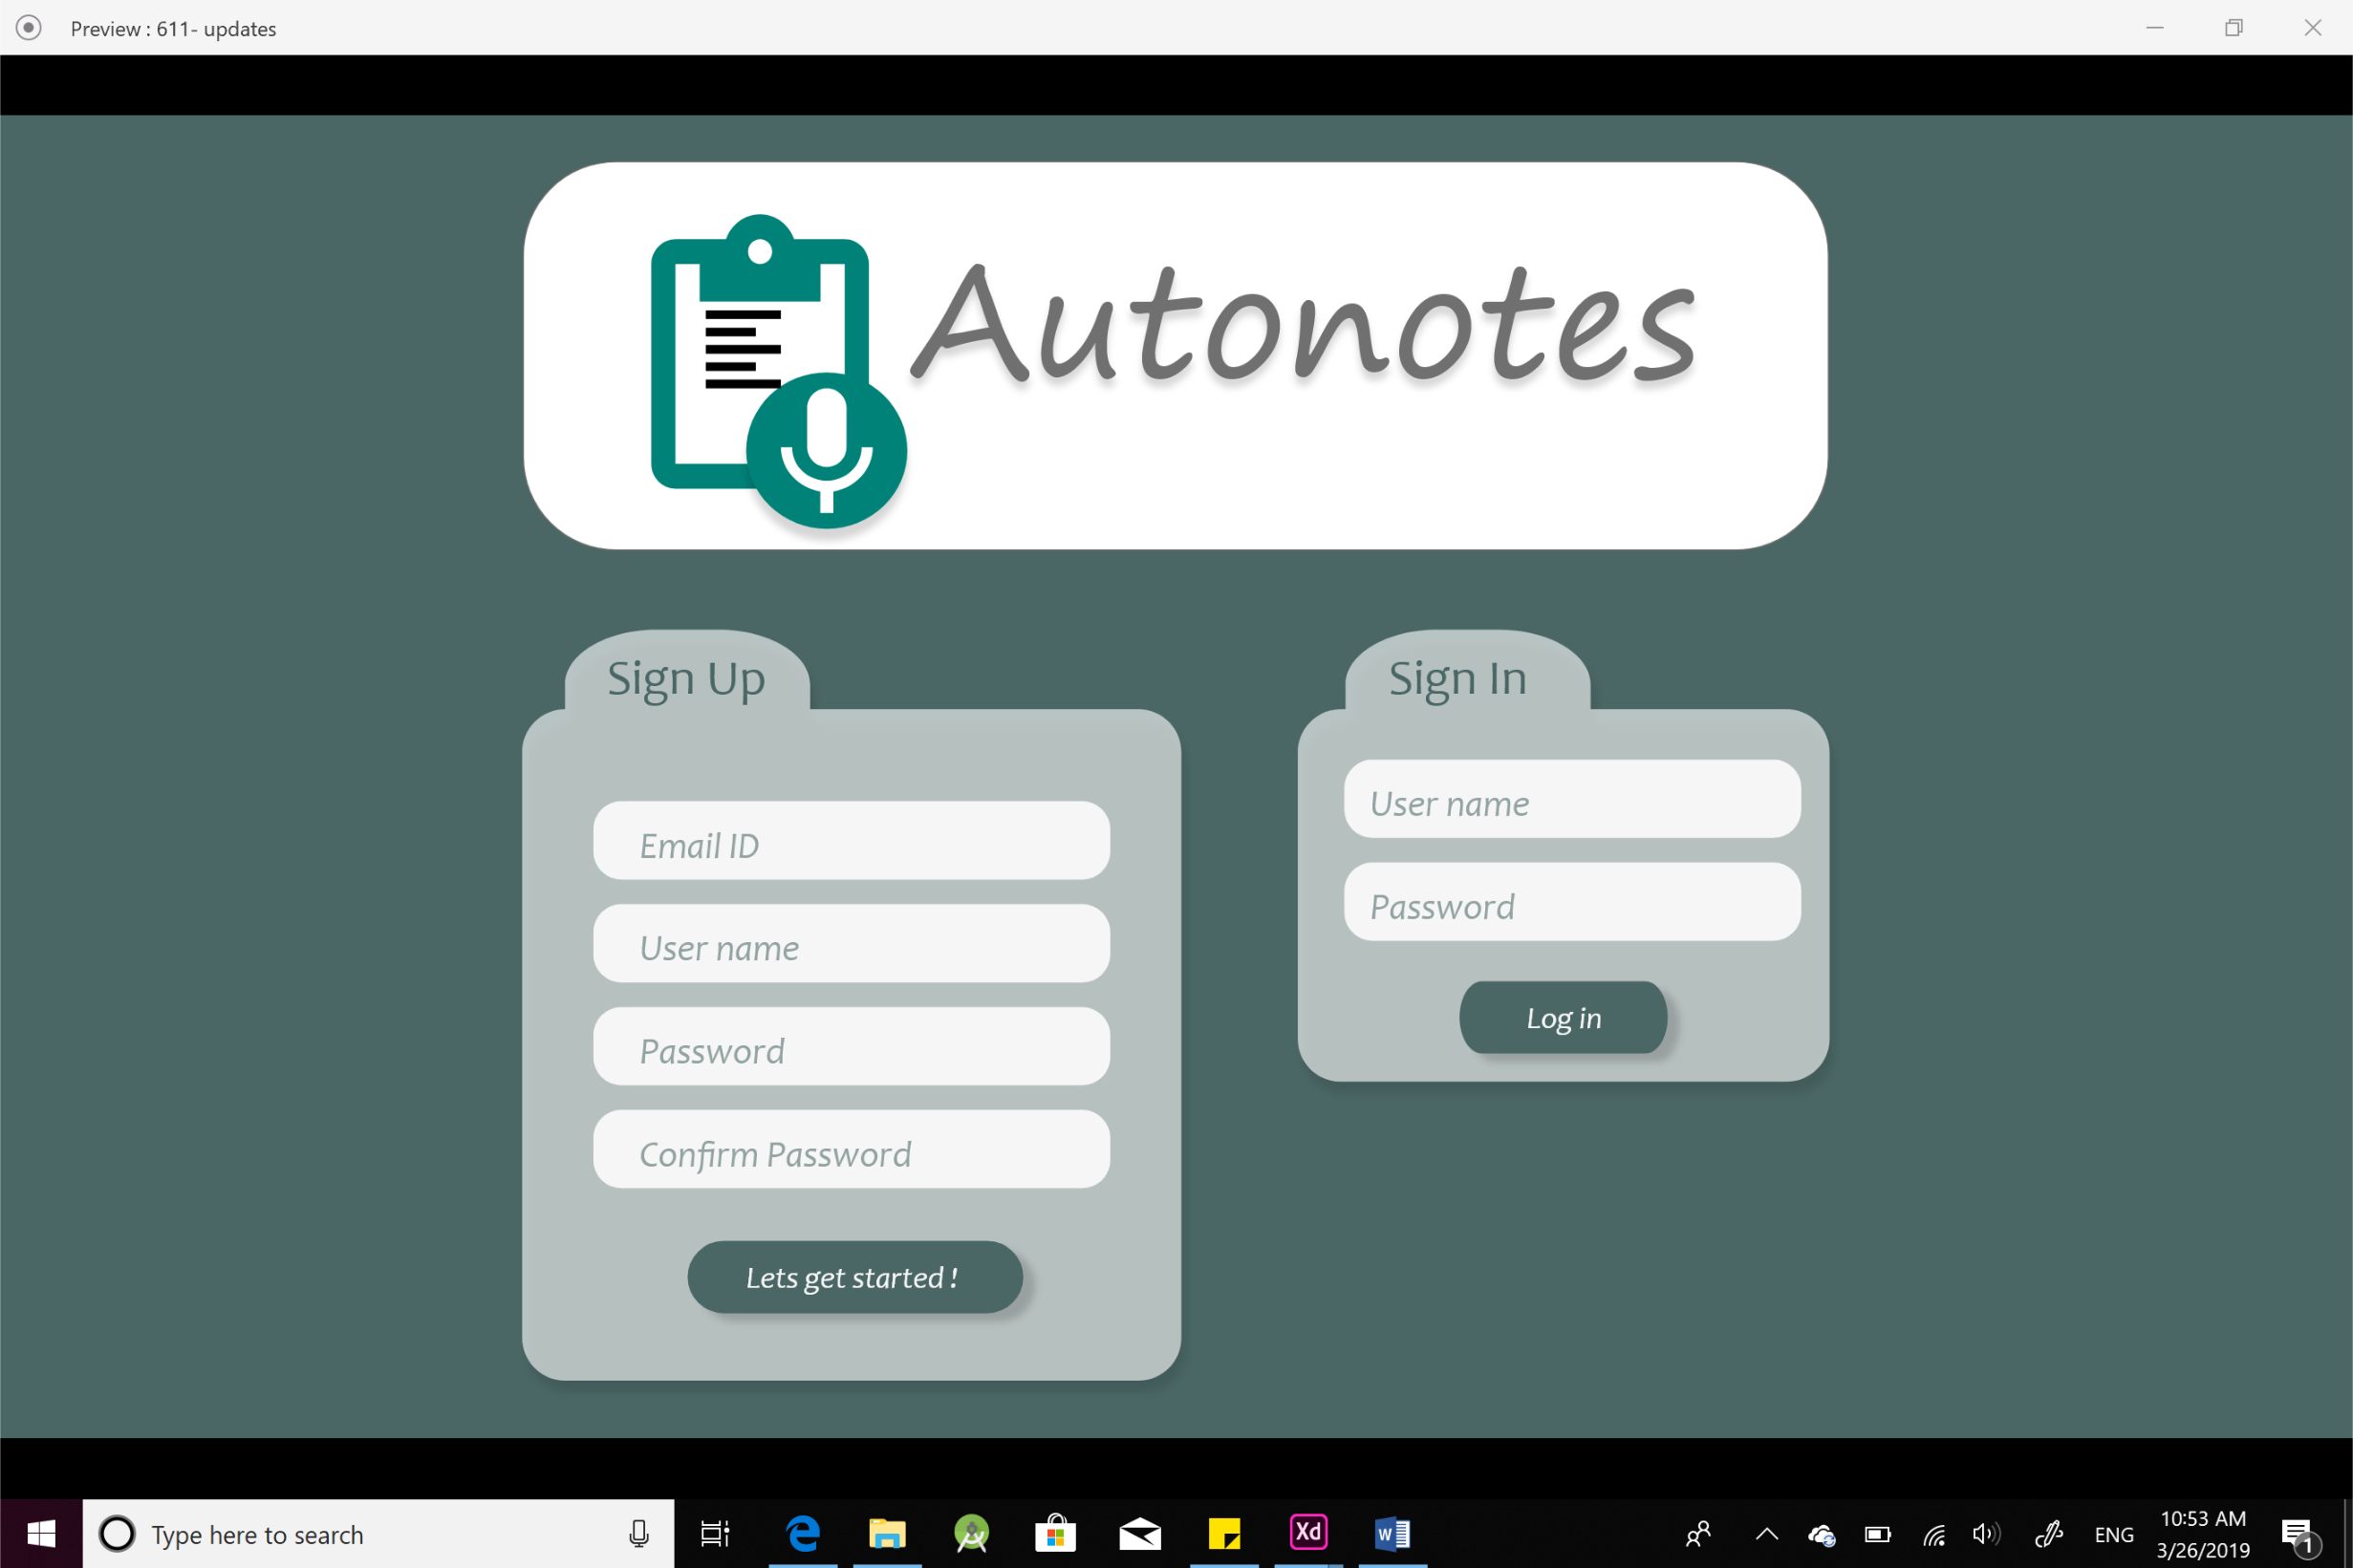 Preview : 611- updates
Autonotes
Sign Up
Email ID
User name
Password
Confirm Password
Lets get started !
Sign In
User name
Password
Log in
Type here to search
Xd
W
ENG
10:53 AM
3/26/2019
1